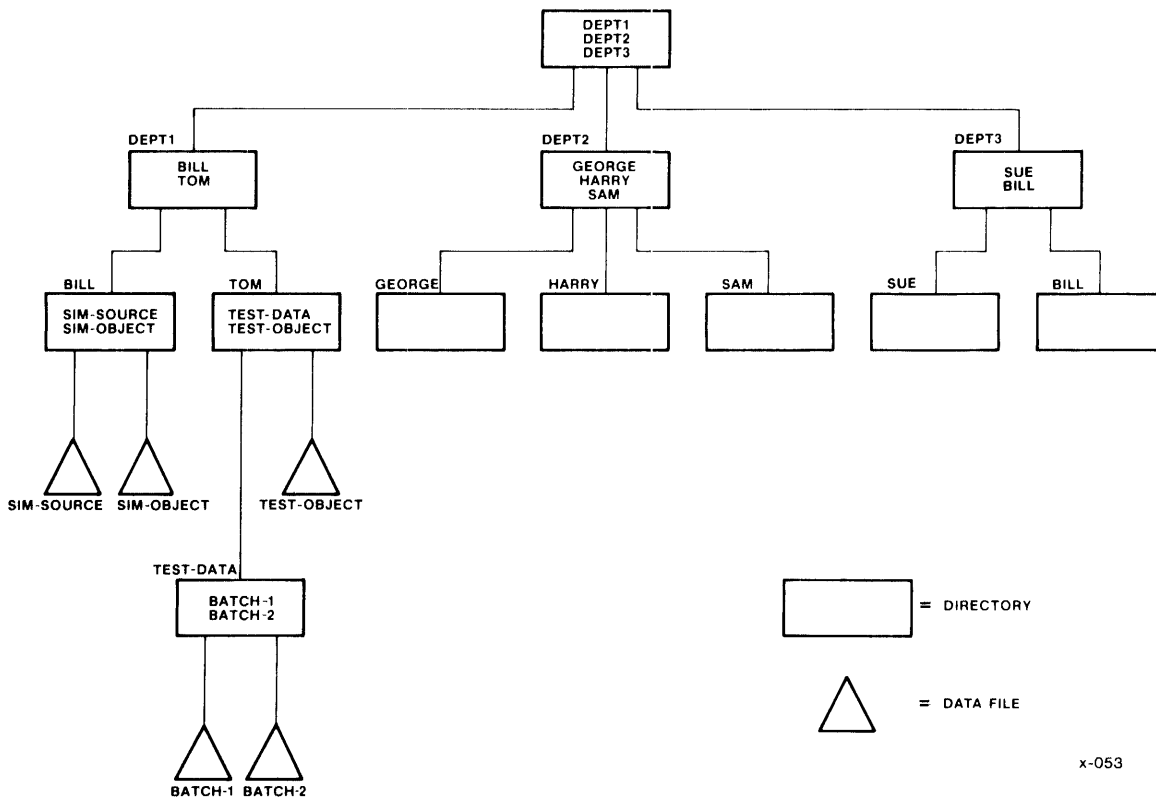 DEPT1
DEPT2
DEPT3
DEPT1
BILL
TOM
DEPT2
GEORGE
HARRY
SAM
DEPT3
SUE
BILL
BILL
SIM-SOURCE
SIM-OBJECT
TOM
TEST-DATA
TEST-OBJECT
GEORGE
HARRY
SAM
SUE
BILL
SIM-SOURCE
SIM-OBJECT
TEST-OBJECT
TEST-DATA
BATCH-1
BATCH-2
= DIRECTORY
= DATA FILE
BATCH-1
BATCH-2
x-053